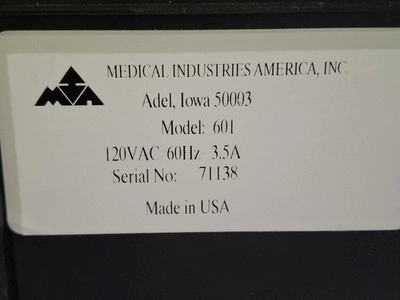 MIA
MEDICAL INDUSTRIES AMERICA, INC.
Adel, Iowa 50003
Model: 601
120VAC 60Hz 3.5A
Serial No: 71138
Made in USA